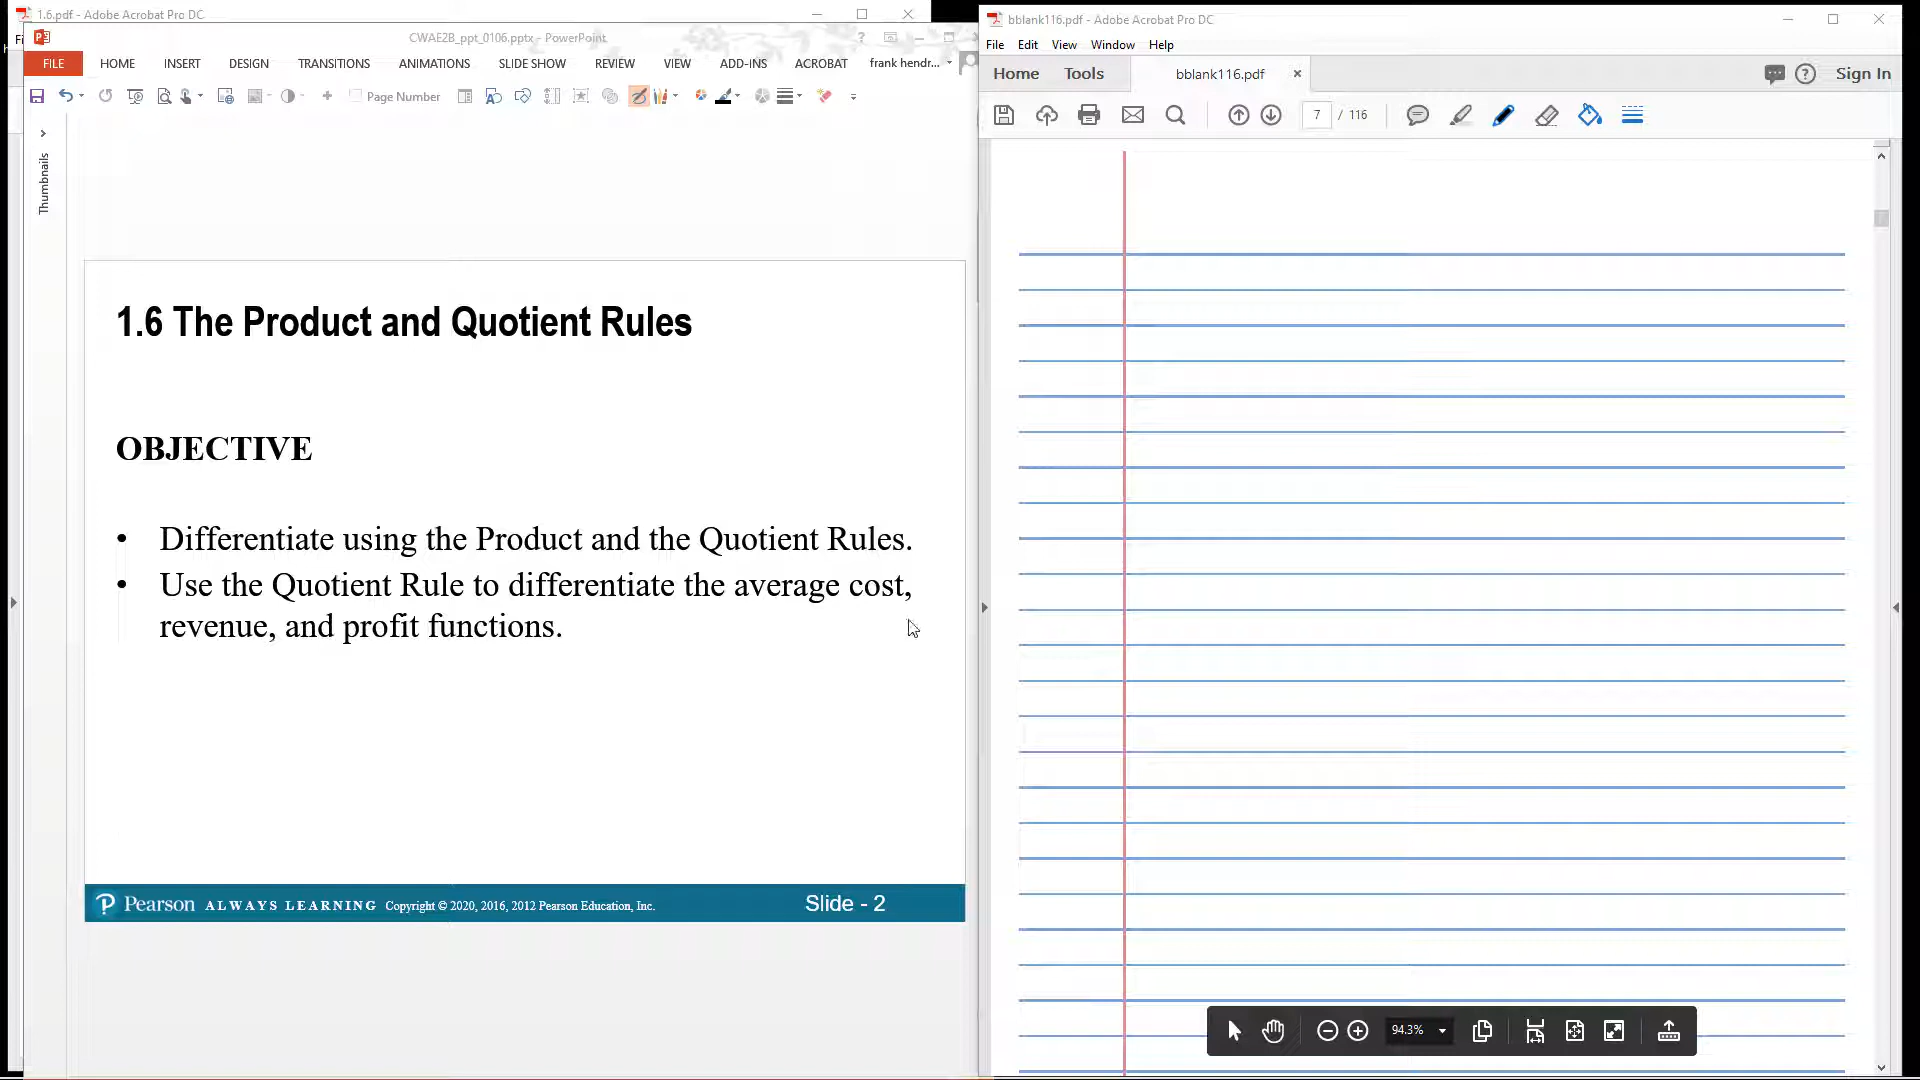 1.6.pdf - Adobe Acrobat Pro DC
CWAE2B_ppt_0106.pptx - PowerPoint
FILE HOME INSERT DESIGN TRANSITIONS ANIMATIONS SLIDE SHOW REVIEW VIEW ADD-INS ACROBAT frank hendr...
Page Number
Thumbnails
1.6 The Product and Quotient Rules
OBJECTIVE
• Differentiate using the Product and the Quotient Rules.
• Use the Quotient Rule to differentiate the average cost,
revenue, and profit functions.
Pearson ALWAYS LEARNING Copyright © 2020, 2016, 2012 Pearson Education, Inc. Slide - 2
bblank116.pdf - Adobe Acrobat Pro DC
File Edit View Window Help
Home Tools bblank116.pdf × Sign In
7 / 116
94.3%